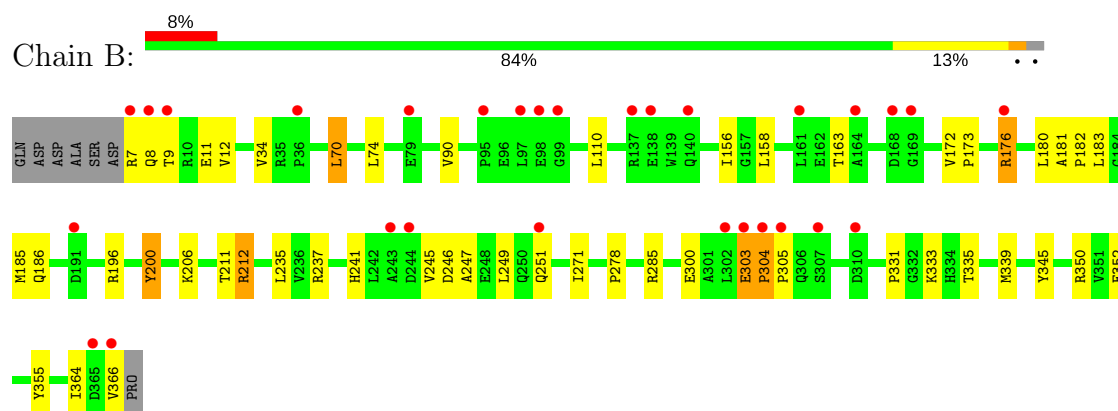 8%
Chain B:
84% 13% • •
GLN ASP ASP ALA SER ASP R7 Q8 T9 R10 E11 V12 V34 R35 P36 L70 L74 E79 V90 P95 E96 L97 E98 G99 L110 R137 E138 W139 Q140 I156 G157 L158 L161 E162 T163 A164 D168 G169 V172 P173 R176 L180 A181 P182 L183 G184
M185 Q186 D191 R196 Y200 K206 T211 R212 L235 V236 R237 H241 L242 A243 D244 V245 D246 A247 E248 L249 Q250 Q251 I271 P278 R285 E300 A301 L302 E303 P304 P305 Q306 S307 D310 P331 G332 K333 H334 T335 M339 Y345 R350 V351 E352
Y355 I364 D365 V366 PRO